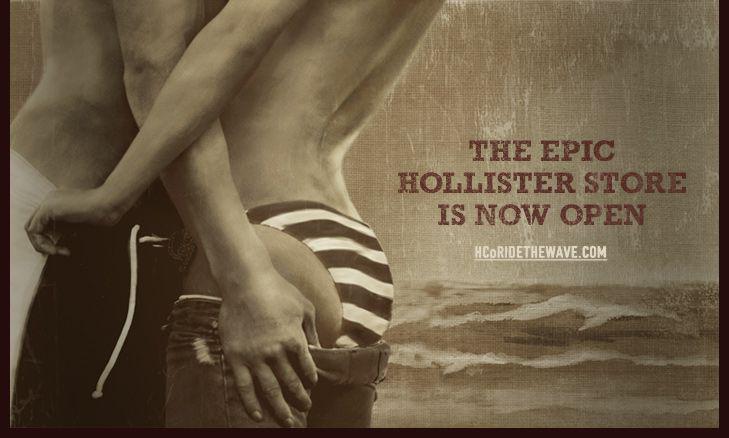 THE EPIC
HOLLISTER STORE
IS NOW OPEN
HCoRIDETHEWAVE.COM